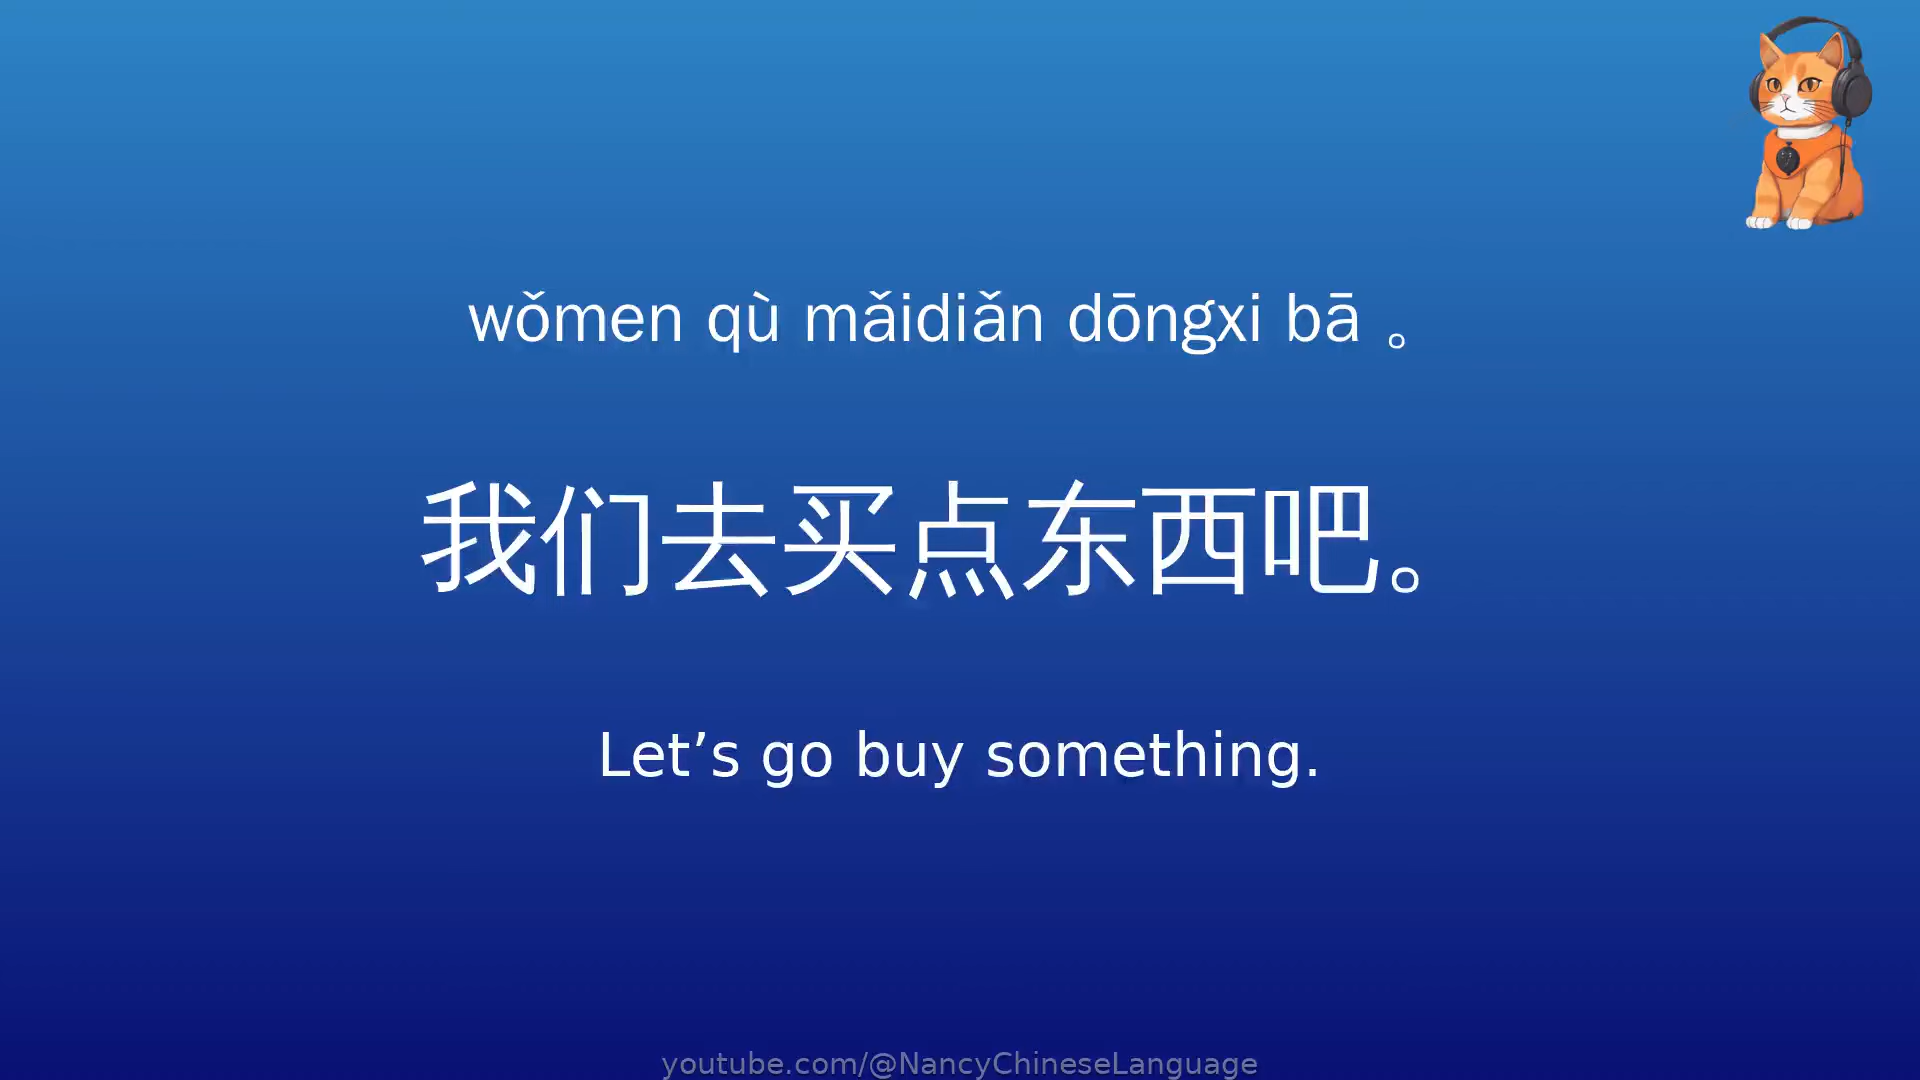 wǒmen qù mǎidiǎn dōngxi bā 。
我们去买点东西吧。
Let’s go buy something.
youtube.com/@NancyChineseLanguage